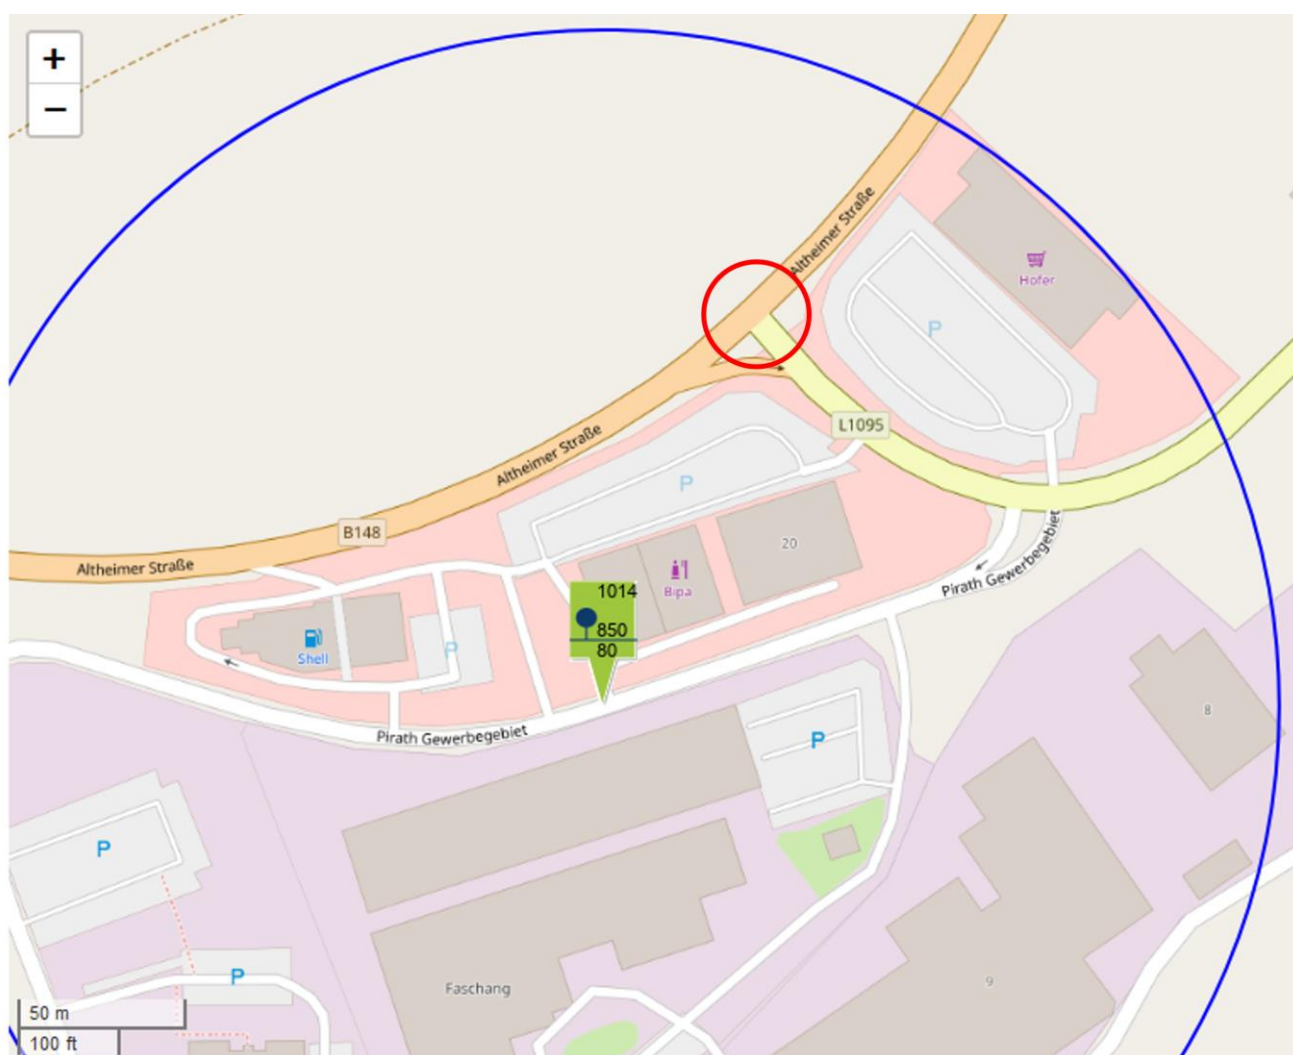 +
−
Altheimer Straße
Hofer
P
L1095
Altheimer Straße
P
B148
20
Altheimer Straße
Pirath Gewerbegebiet
Bipa
1014
850
80
Shell
P
8
Pirath Gewerbegebiet
P
P
9
Faschang
P
50 m
100 ft